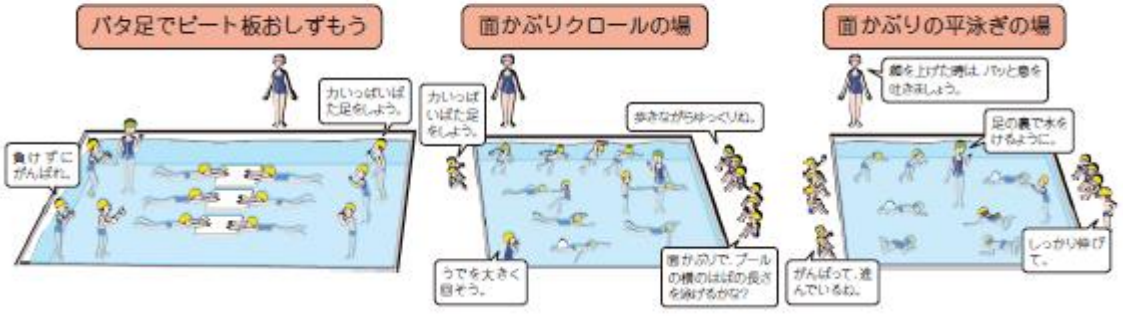 バタ足でビート板おしずもう
面かぶりクロールの場
面かぶりの平泳ぎの場
力いっぱいば
た足をしよう。
負けずに
がんばれ。
力いっぱ
いばた足
をしよう。
歩きながらゆっくりね。
うでを大きく
回そう。
面かぶりで、プール
の横のはばの長さ
を泳げるかな?
顔を上げた時は、パッと息を
吐きましょう。
足の裏で水を
けるように。
しっかり伸び
て。
がんばって、進
んでいるね。